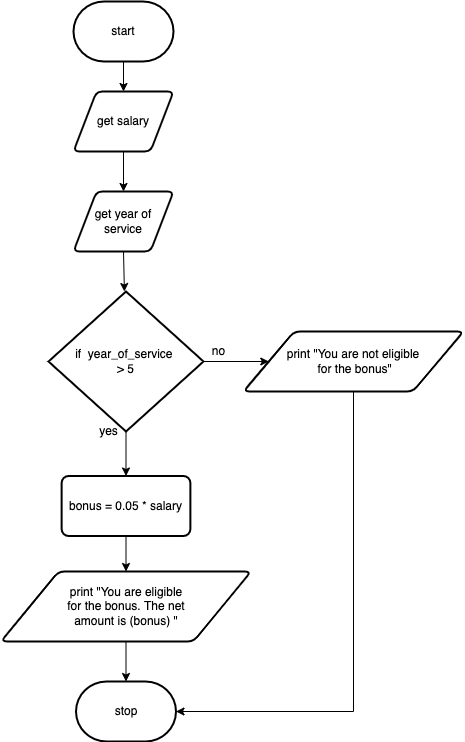 start
get salary
get year of
service
if  year_of_service
> 5
no
print "You are not eligible
for the bonus"
yes
bonus = 0.05 * salary
print "You are eligible
for the bonus. The net
amount is (bonus) "
stop